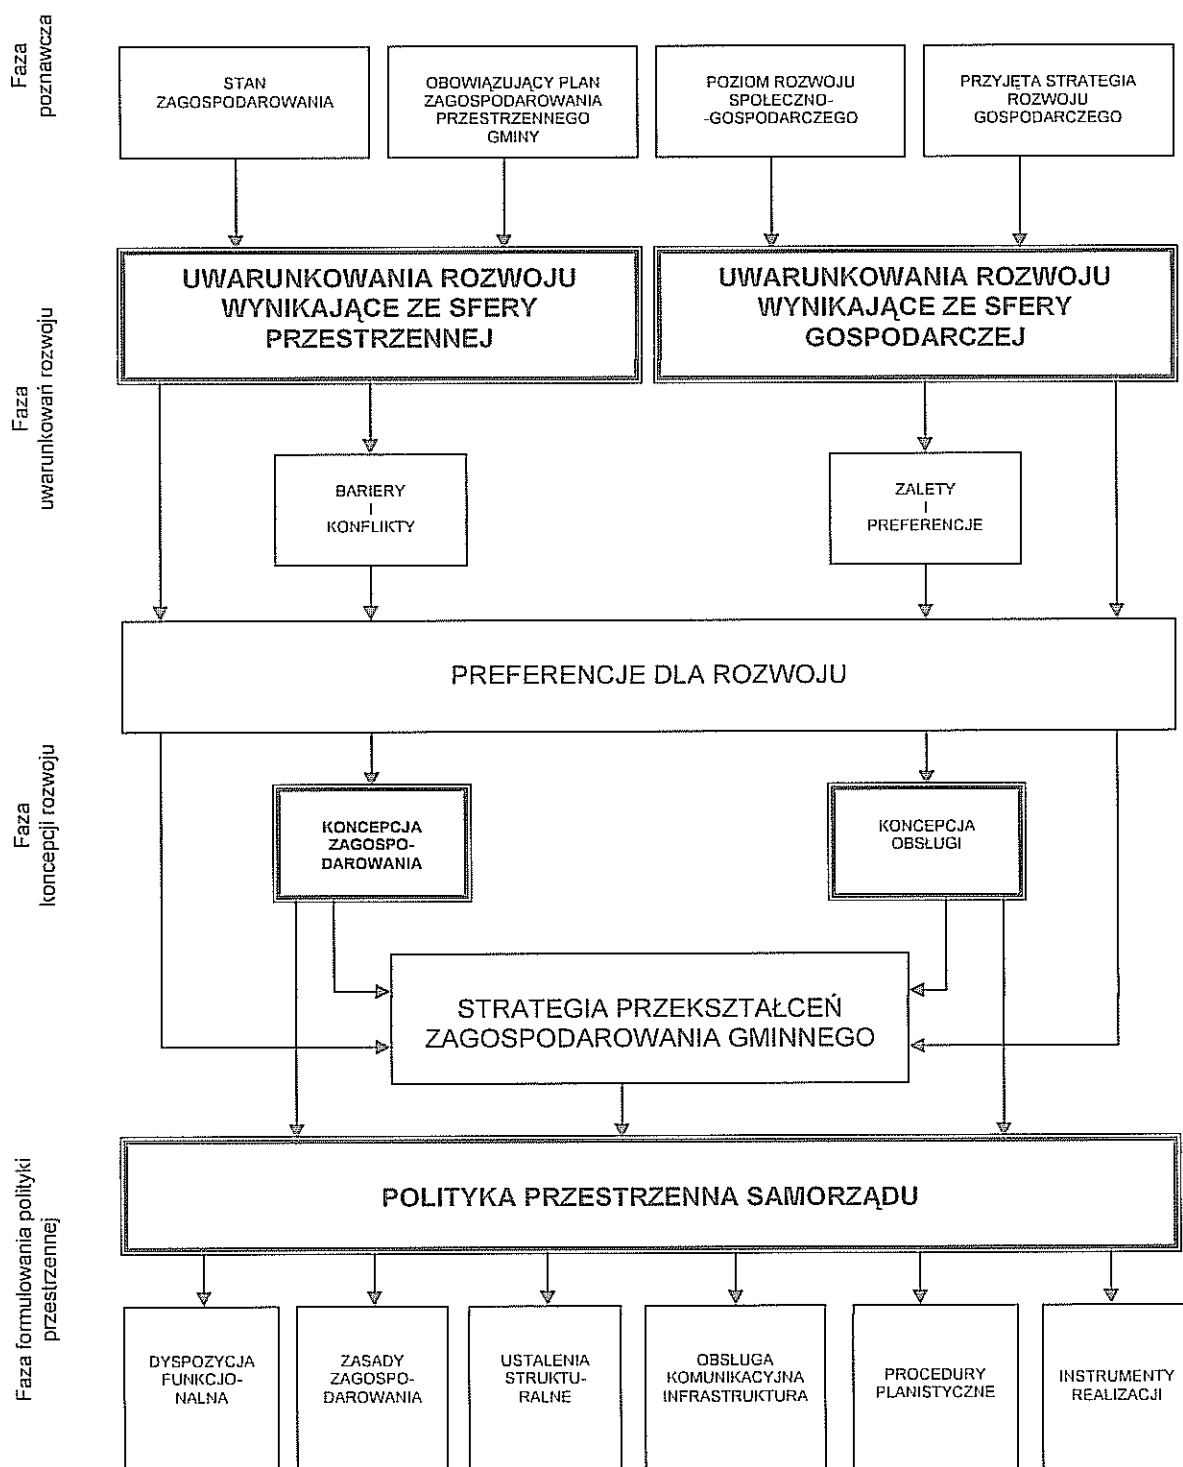 Faza
poznawcza
STAN
ZAGOSPODAROWANIA
OBOWIĄZUJĄCY PLAN
ZAGOSPODAROWANIA
PRZESTRZENNEGO
GMINY
POZIOM ROZWOJU
SPOŁECZNO-
-GOSPODARCZEGO
PRZYJĘTA STRATEGIA
ROZWOJU
GOSPODARCZEGO
Faza
uwarunkowań rozwoju
UWARUNKOWANIA ROZWOJU
WYNIKAJĄCE ZE SFERY
PRZESTRZENNEJ
UWARUNKOWANIA ROZWOJU
WYNIKAJĄCE ZE SFERY
GOSPODARCZEJ
BARIERY
I
KONFLIKTY
ZALETY
I
PREFERENCJE
PREFERENCJE DLA ROZWOJU
Faza
koncepcji rozwoju
KONCEPCJA
ZAGOSPO-
DAROWANIA
KONCEPCJA
OBSŁUGI
STRATEGIA PRZEKSZTAŁCEŃ
ZAGOSPODAROWANIA GMINNEGO
Faza formułowania polityki
przestrzennej
POLITYKA PRZESTRZENNA SAMORZĄDU
DYSPOZYCJA
FUNKCJO-
NALNA
ZASADY
ZAGOSPO-
DAROWANIA
USTALENIA
STRUKTU-
RALNE
OBSŁUGA
KOMUNIKACYJNA
INFRASTRUKTURA
PROCEDURY
PLANISTYCZNE
INSTRUMENTY
REALIZACJI